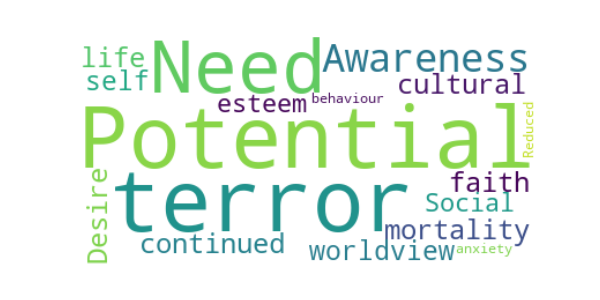 life Need Awareness
self cultural
esteem behaviour
Potential Reduced
Desire terror faith
Social
continued mortality
worldview anxiety